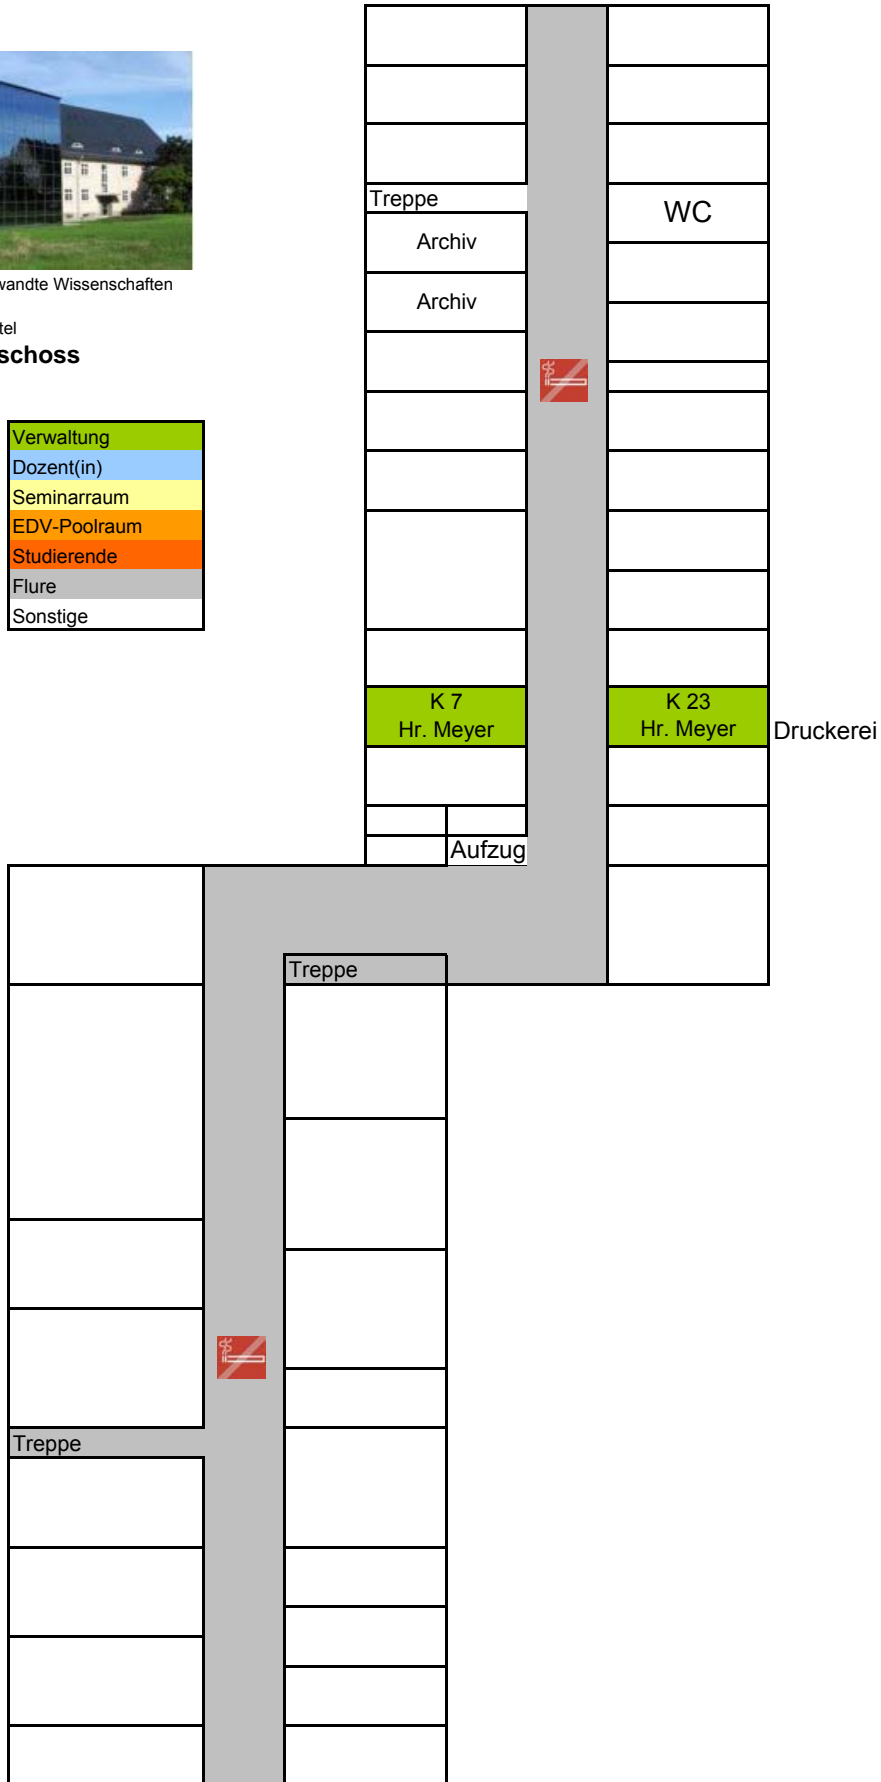 wandte Wissenschaften
tel
schoss
Verwaltung
Dozent(in)
Seminarraum
EDV-Poolraum
Studierende
Flure
Sonstige
Treppe
Archiv
Archiv
WC
K 7
Hr. Meyer
K 23
Hr. Meyer
Druckerei
Aufzug
Treppe
Treppe